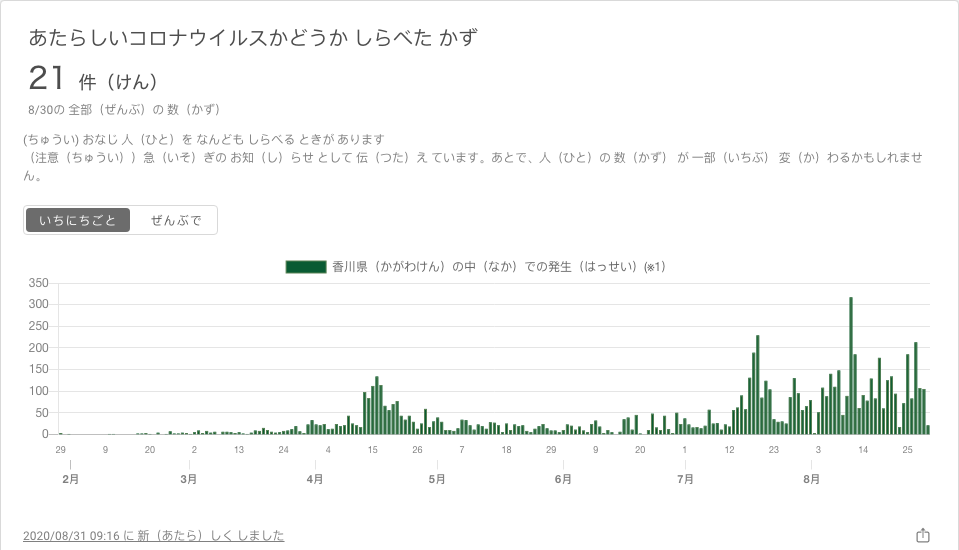 あたらしいコロナウイルスかどうか しらべた かず
21 件（けん）
8/30の 全部（ぜんぶ）の 数（かず）
(ちゅうい) おなじ 人（ひと）を なんども しらべる ときが あります
（注意（ちゅうい））急（いそ）ぎの お知（し）らせ として 伝（つた）え ています。あとで、人（ひと）の 数（かず） が 一部（いちぶ） 変（か）わるかもしれませ
ん。
いちにちごと ぜんぶで
香川県（かがわけん）の中（なか）での発生（はっせい）(※1)
350
300
250
200
150
100
50
0
29 9 20 2 13 24 4 15 26 7 18 29 9 20 1 12 23 3 14 25
2月 3月 4月 5月 6月 7月 8月
2020/08/31 09:16 に 新（あたら）しく しました